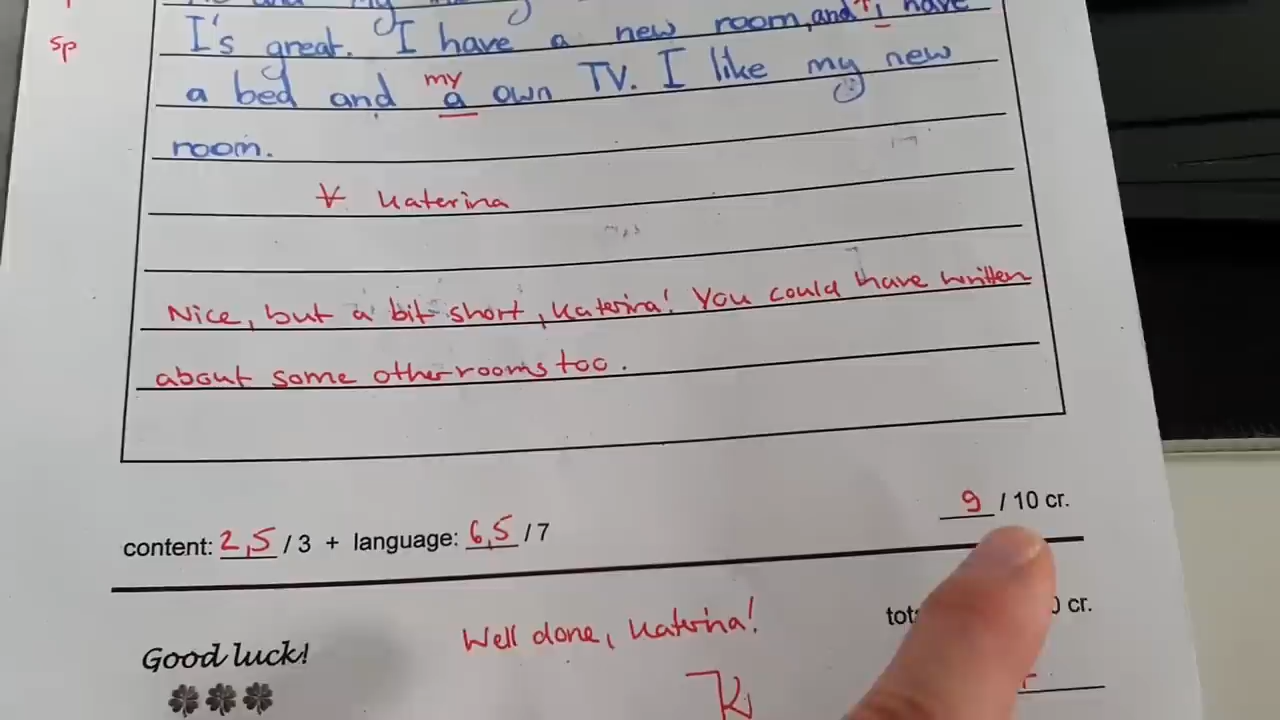 sp
I's great. I have a new room, and I have
a bed and my a own TV. I like my new
room.
Katerina
Nice, but a bit short, Katerina! You could have written
about some other rooms too.
9 / 10 cr.
content: 2,5 / 3 + language: 6,5 / 7
Well done, Katerina!
cr.
Good luck!